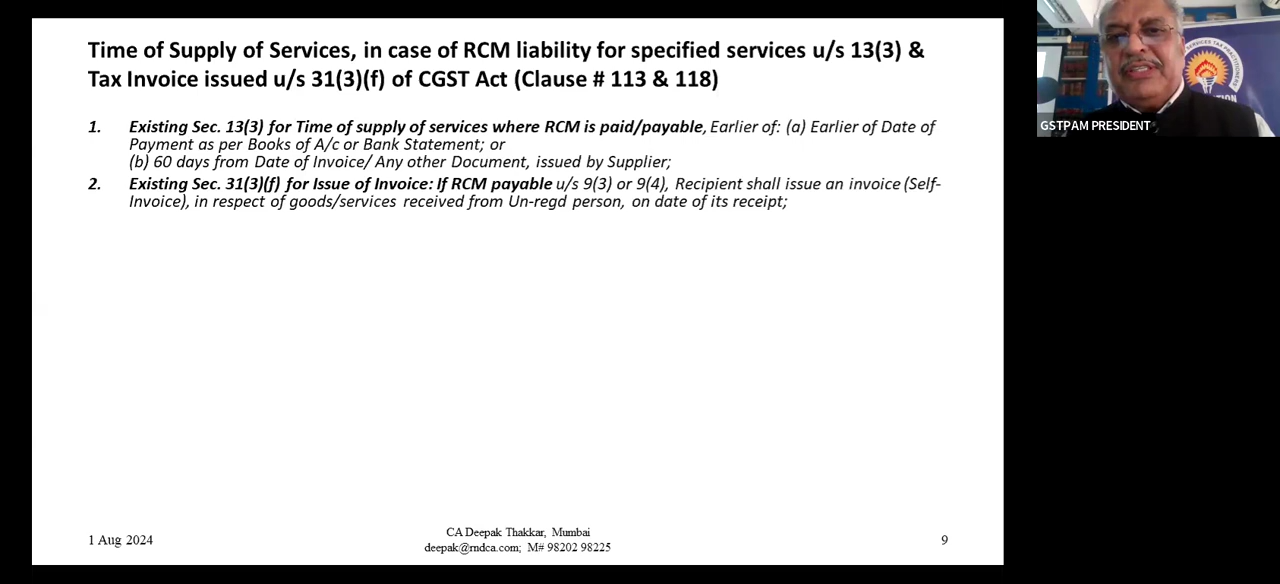 Time of Supply of Services, in case of RCM liability for specified services u/s 13(3) &
Tax Invoice issued u/s 31(3)(f) of CGST Act (Clause # 113 & 118)
1. Existing Sec. 13(3) for Time of supply of services where RCM is paid/payable, Earlier of: (a) Earlier of Date of
Payment as per Books of A/c or Bank Statement; or
(b) 60 days from Date of Invoice/ Any other Document, issued by Supplier;
2. Existing Sec. 31(3)(f) for Issue of Invoice: If RCM payable u/s 9(3) or 9(4), Recipient shall issue an invoice (Self-
Invoice), in respect of goods/services received from Un-regd person, on date of its receipt;
1 Aug 2024
CA Deepak Thakkar, Mumbai
deepak@rndca.com; M# 98202 98225
9
GSTPAM PRESIDENT
SERVICES TAX PRACTITIONERS'